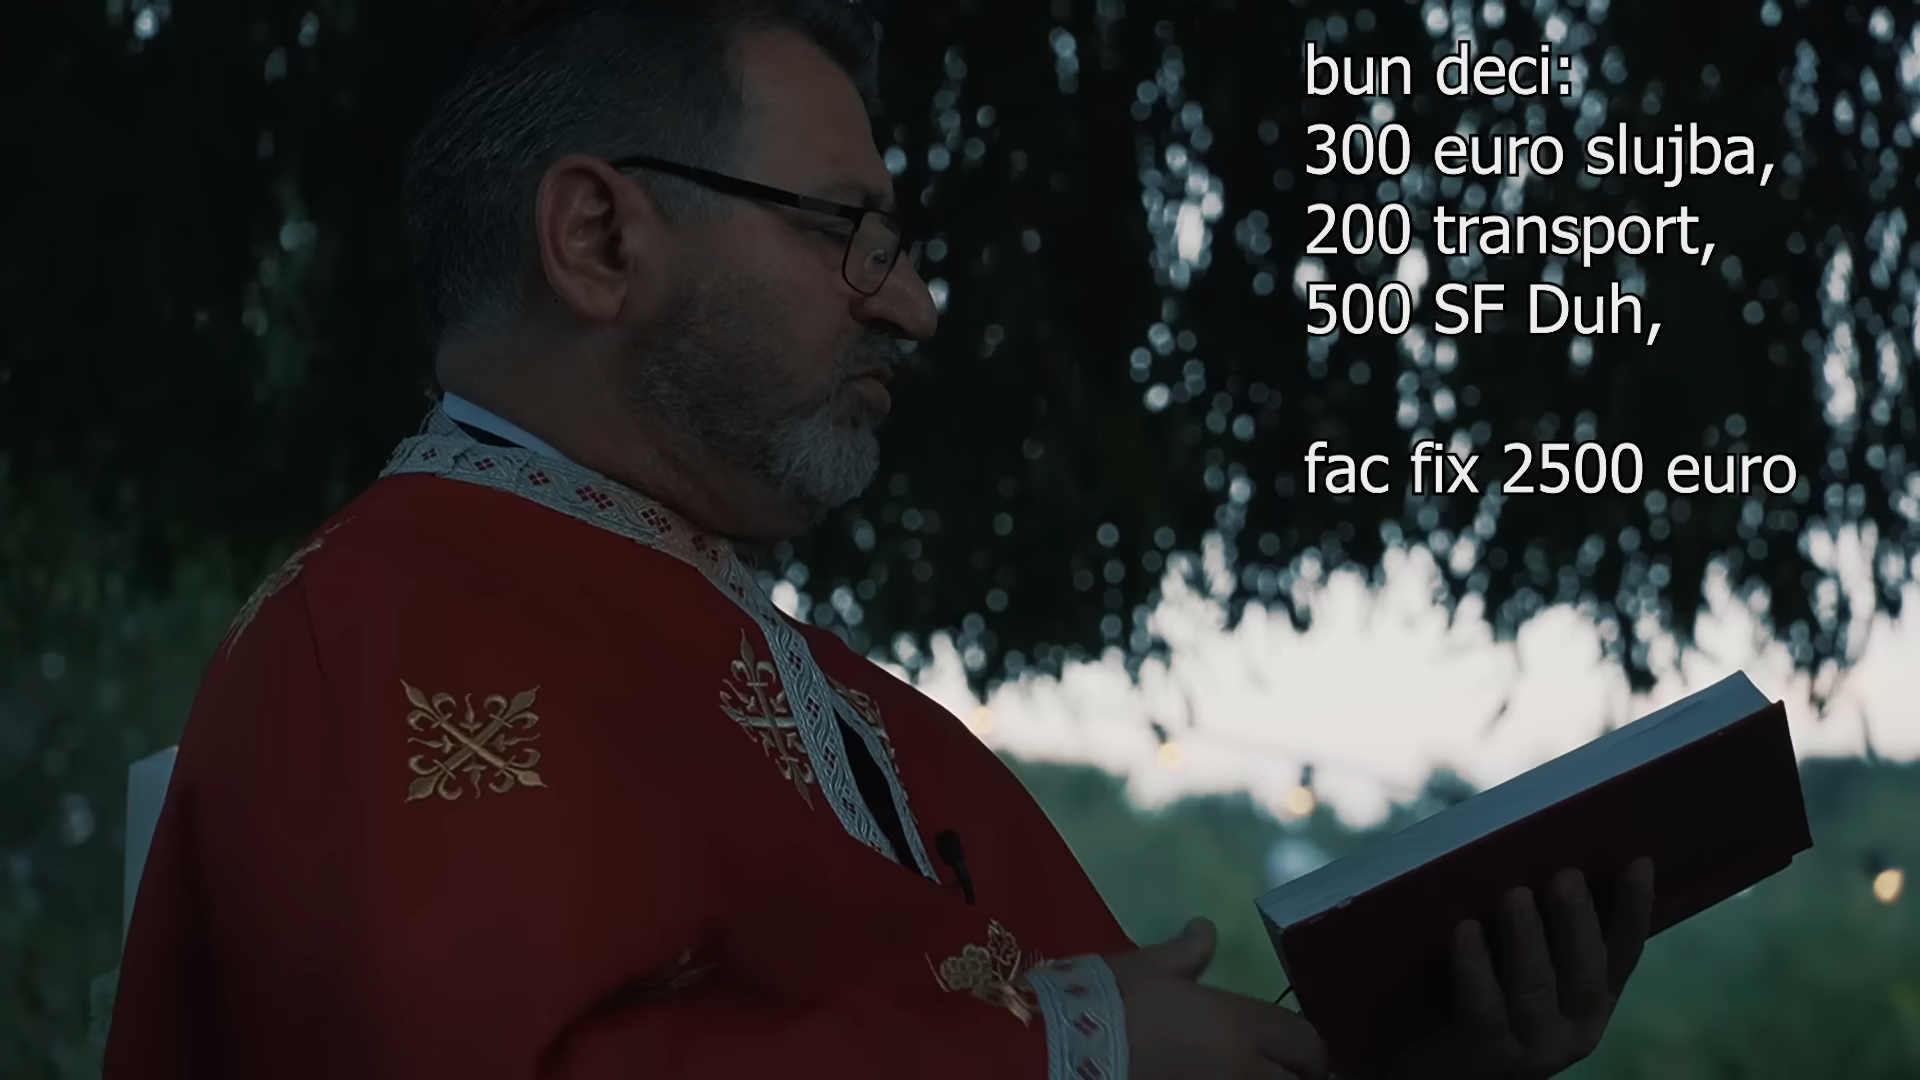 bun deci:
300 euro slujba,
200 transport,
500 SF Duh,
fac fix 2500 euro